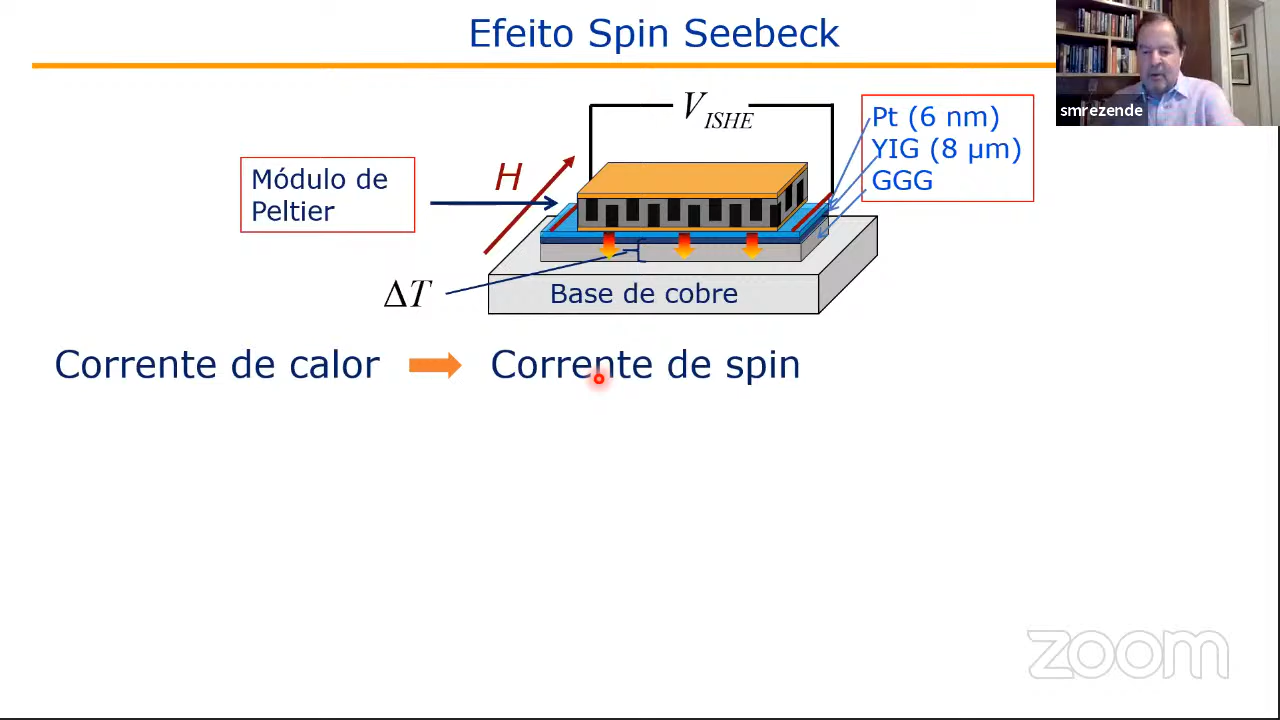 Efeito Spin Seebeck
smrezende
V_ISHE
Pt (6 nm)
YIG (8 µm)
GGG
Módulo de
Peltier
H
ΔT
Base de cobre
Corrente de calor
Corrente de spin
zoom